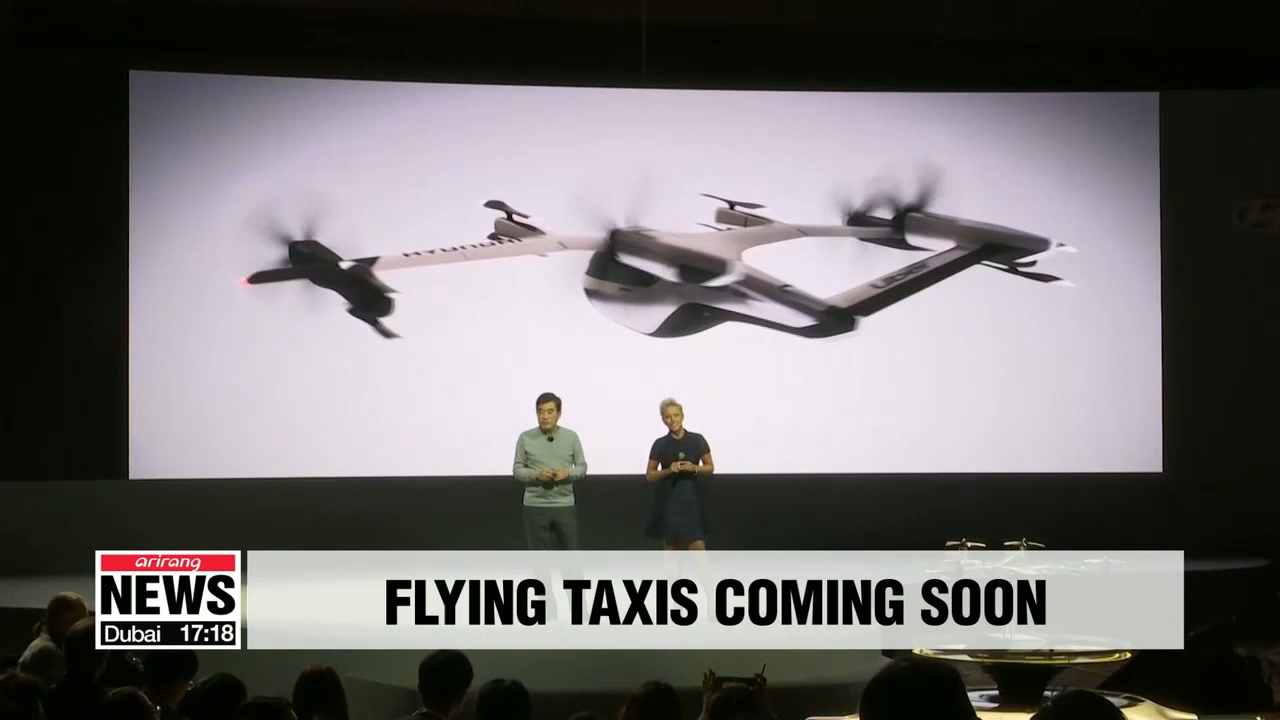 HYUNDAI
UBER
arirang
NEWS
Dubai 17:18
FLYING TAXIS COMING SOON